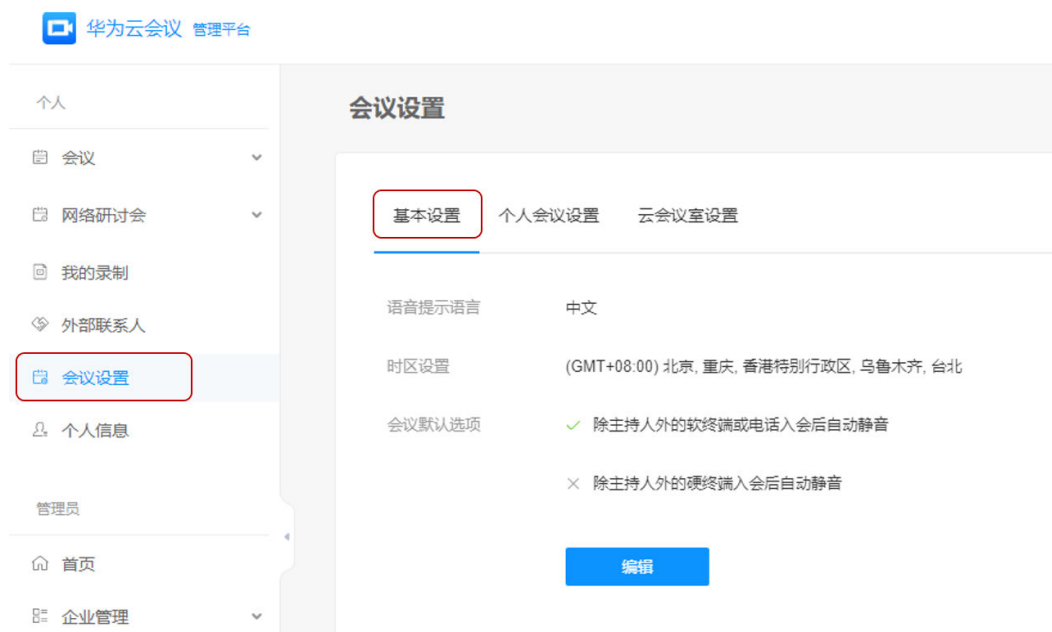 华为云会议 管理平台
个人
会议
网络研讨会
我的录制
外部联系人
会议设置
个人信息
管理员
首页
企业管理
会议设置
基本设置 个人会议设置 云会议室设置
语音提示语言 中文
时区设置 (GMT+08:00) 北京, 重庆, 香港特别行政区, 乌鲁木齐, 台北
会议默认选项 除主持人外的软终端或电话入会后自动静音
除主持人外的硬终端入会后自动静音
编辑